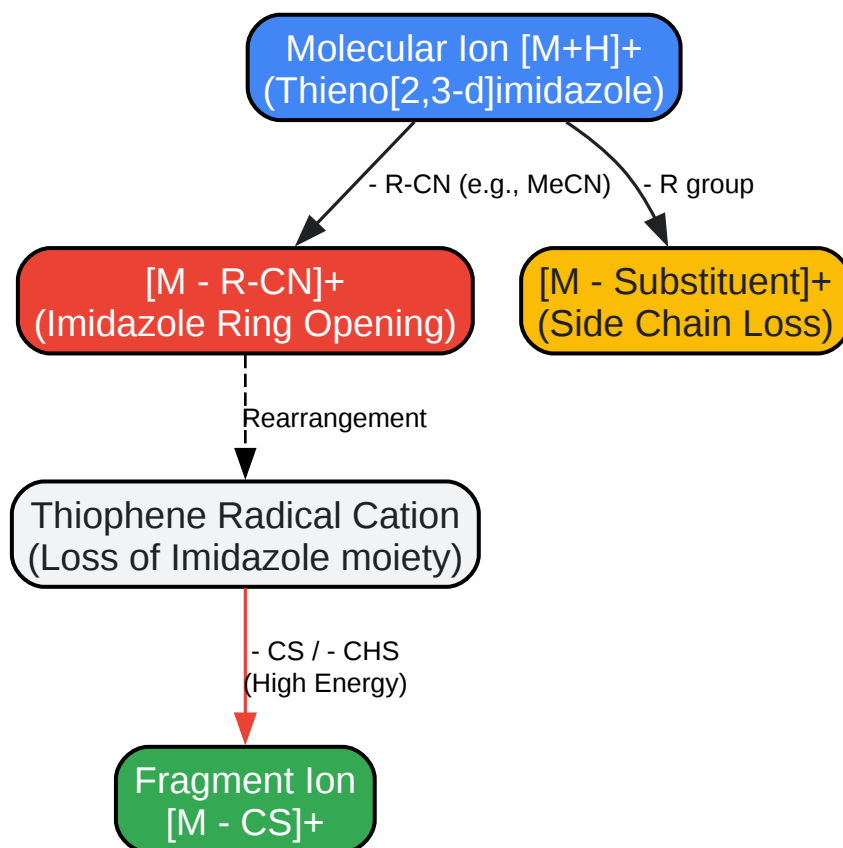 Molecular Ion [M+H]+
(Thieno[2,3-d]imidazole)
- R-CN (e.g., MeCN)
- R group
[M - R-CN]+
(Imidazole Ring Opening)
[M - Substituent]+
(Side Chain Loss)
Rearrangement
Thiophene Radical Cation
(Loss of Imidazole moiety)
- CS / - CHS
(High Energy)
Fragment Ion
[M - CS]+